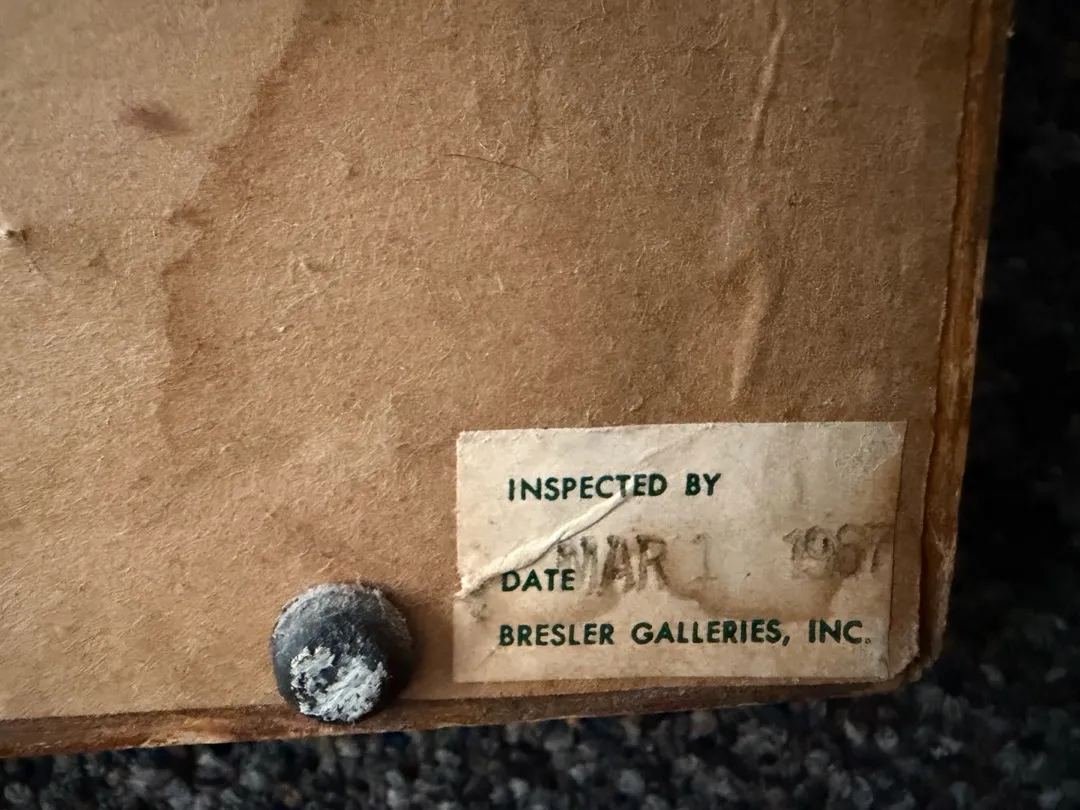 INSPECTED BY
DATE MAR 1 1967
BRESLER GALLERIES, INC.